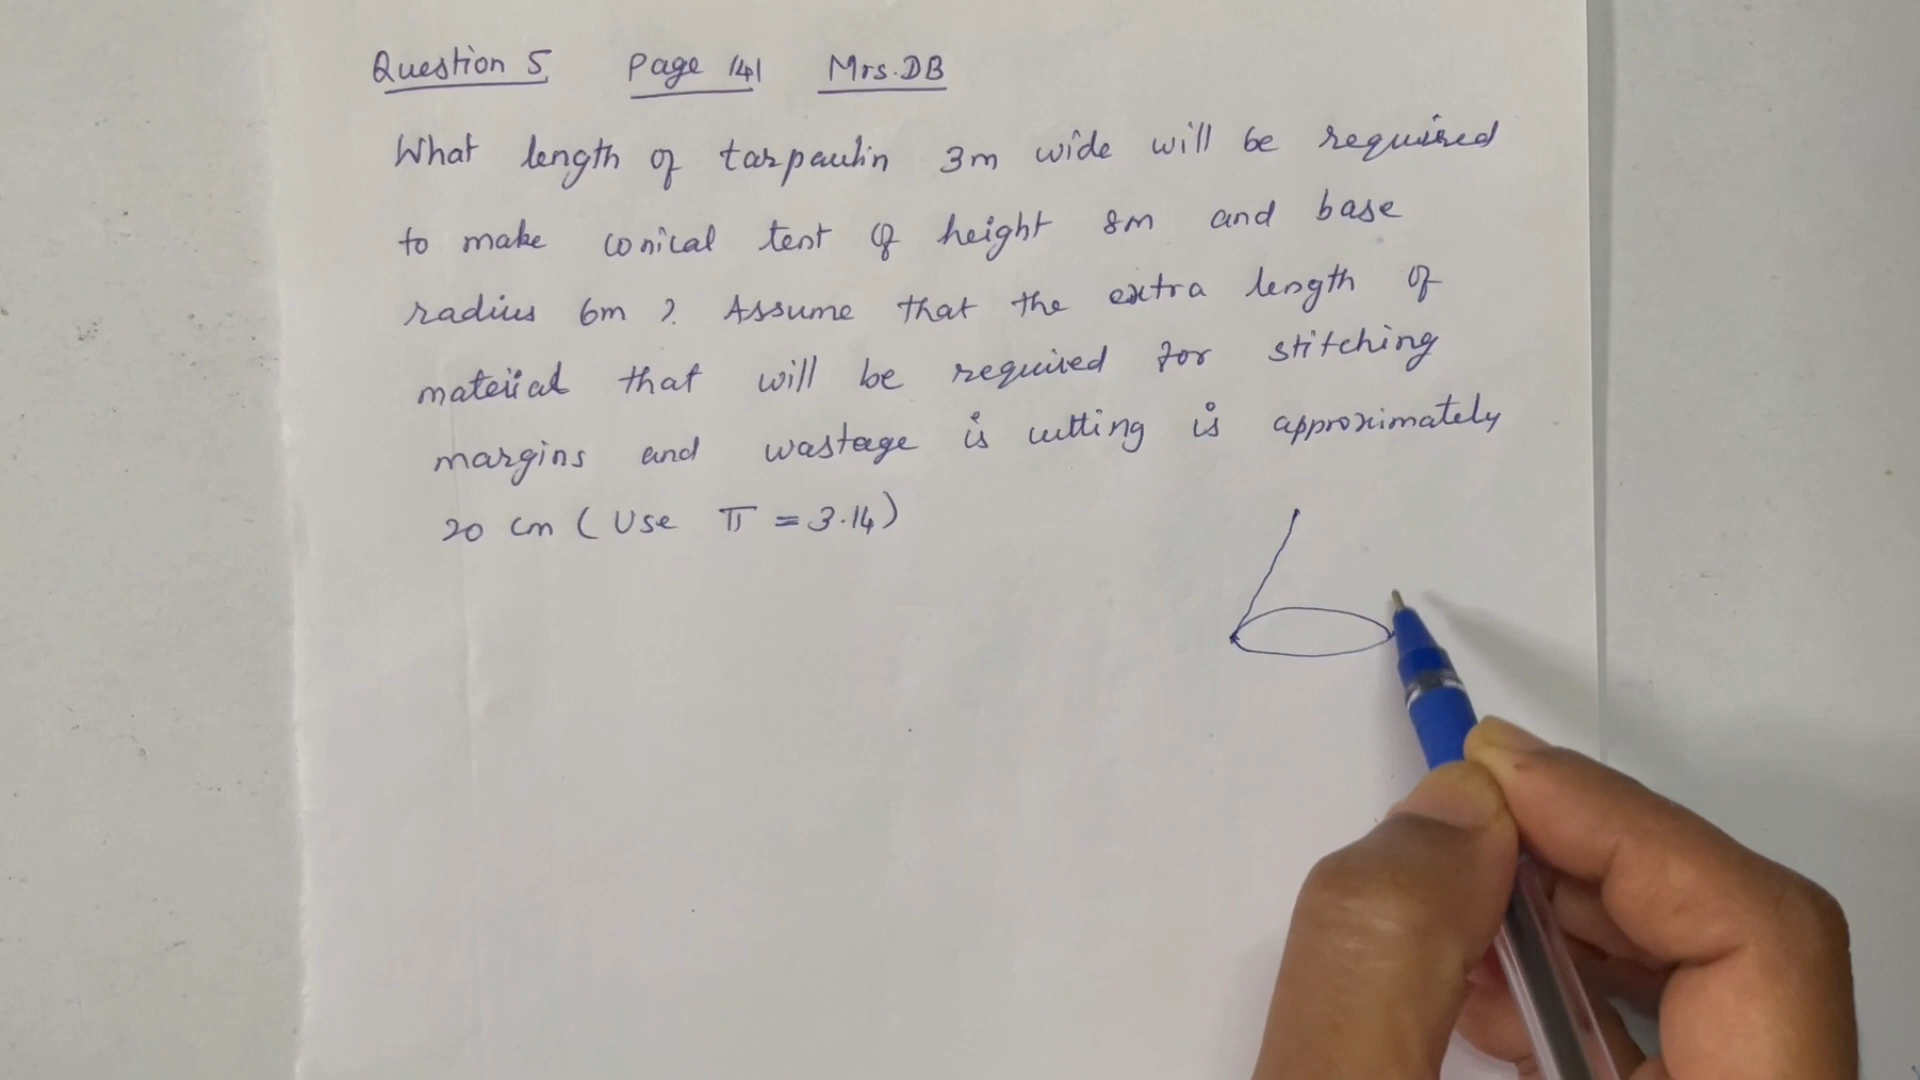 Question 5 Page 141 Mrs.DB
What length of tarpaulin 3m wide will be required
to make conical tent of height 8m and base
radius 6m ? Assume that the extra length of
material that will be required for stitching
margins and wastage is cutting is approximately
20 cm (Use π = 3.14)